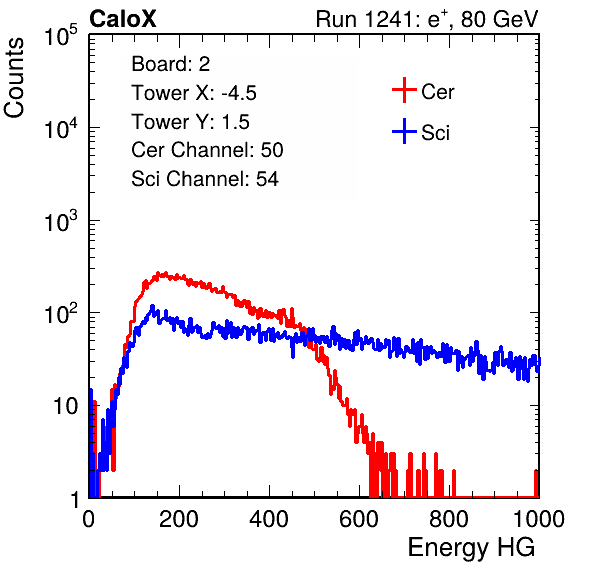 CaloX Run 1241: e⁺, 80 GeV
Counts
10⁵
10⁴
10³
10²
10
1
Board: 2
Tower X: -4.5
Tower Y: 1.5
Cer Channel: 50
Sci Channel: 54
Cer
Sci
0 200 400 600 800 1000
Energy HG